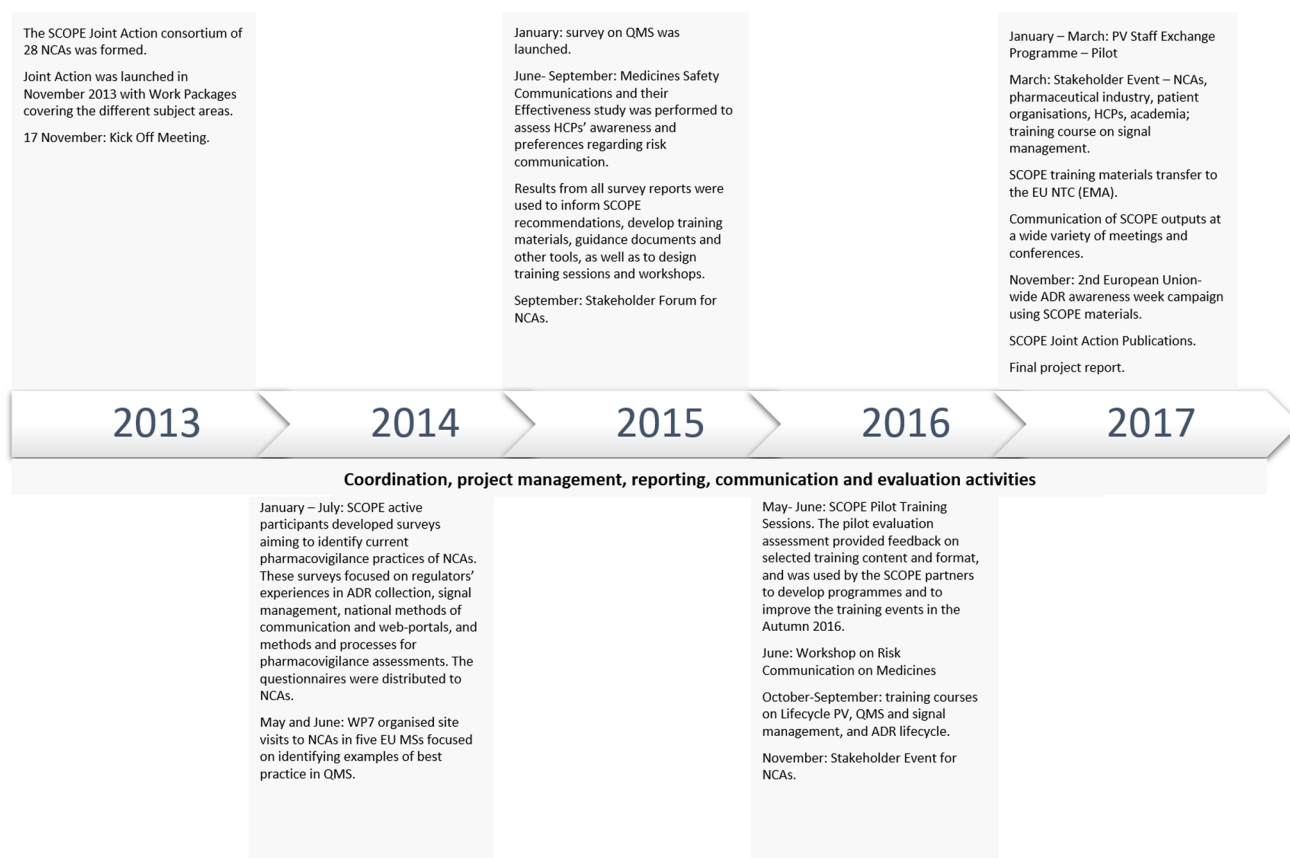 The SCOPE Joint Action consortium of
28 NCAs was formed.
Joint Action was launched in
November 2013 with Work Packages
covering the different subject areas.
17 November: Kick Off Meeting.
January: survey on QMS was
launched.
June- September: Medicines Safety
Communications and their
Effectiveness study was performed to
assess HCPs’ awareness and
preferences regarding risk
communication.
Results from all survey reports were
used to inform SCOPE
recommendations, develop training
materials, guidance documents and
other tools, as well as to design
training sessions and workshops.
September: Stakeholder Forum for
NCAs.
January – March: PV Staff Exchange
Programme – Pilot
March: Stakeholder Event – NCAs,
pharmaceutical industry, patient
organisations, HCPs, academia;
training course on signal
management.
SCOPE training materials transfer to
the EU NTC (EMA).
Communication of SCOPE outputs at
a wide variety of meetings and
conferences.
November: 2nd European Union-
wide ADR awareness week campaign
using SCOPE materials.
SCOPE Joint Action Publications.
Final project report.
2013
2014
2015
2016
2017
Coordination, project management, reporting, communication and evaluation activities
January – July: SCOPE active
participants developed surveys
aiming to identify current
pharmacovigilance practices of NCAs.
These surveys focused on regulators’
experiences in ADR collection, signal
management, national methods of
communication and web-portals, and
methods and processes for
pharmacovigilance assessments. The
questionnaires were distributed to
NCAs.
May and June: WP7 organised site
visits to NCAs in five EU MSs focused
on identifying examples of best
practice in QMS.
May- June: SCOPE Pilot Training
Sessions. The pilot evaluation
assessment provided feedback on
selected training content and format,
and was used by the SCOPE partners
to develop programmes and to
improve the training events in the
Autumn 2016.
June: Workshop on Risk
Communication on Medicines
October-September: training courses
on Lifecycle PV, QMS and signal
management, and ADR lifecycle.
November: Stakeholder Event for
NCAs.